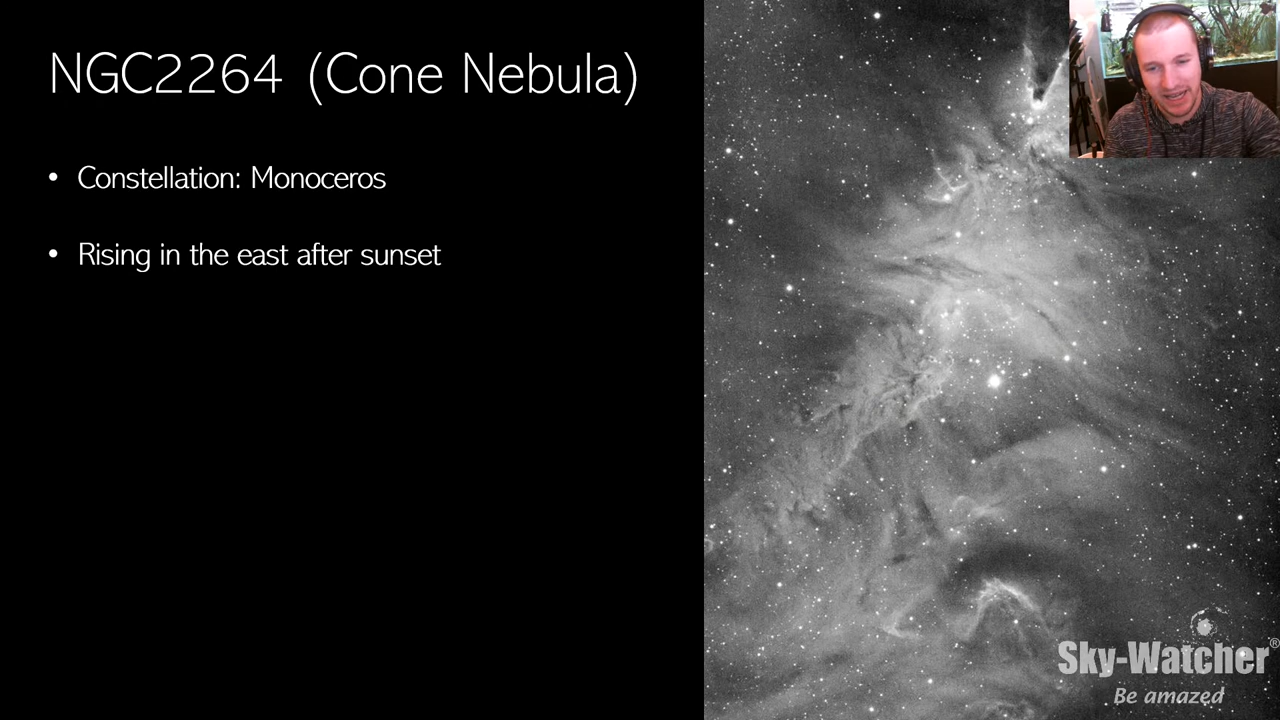 NGC2264 (Cone Nebula)
• Constellation: Monoceros
• Rising in the east after sunset
Sky-Watcher®
Be amazed